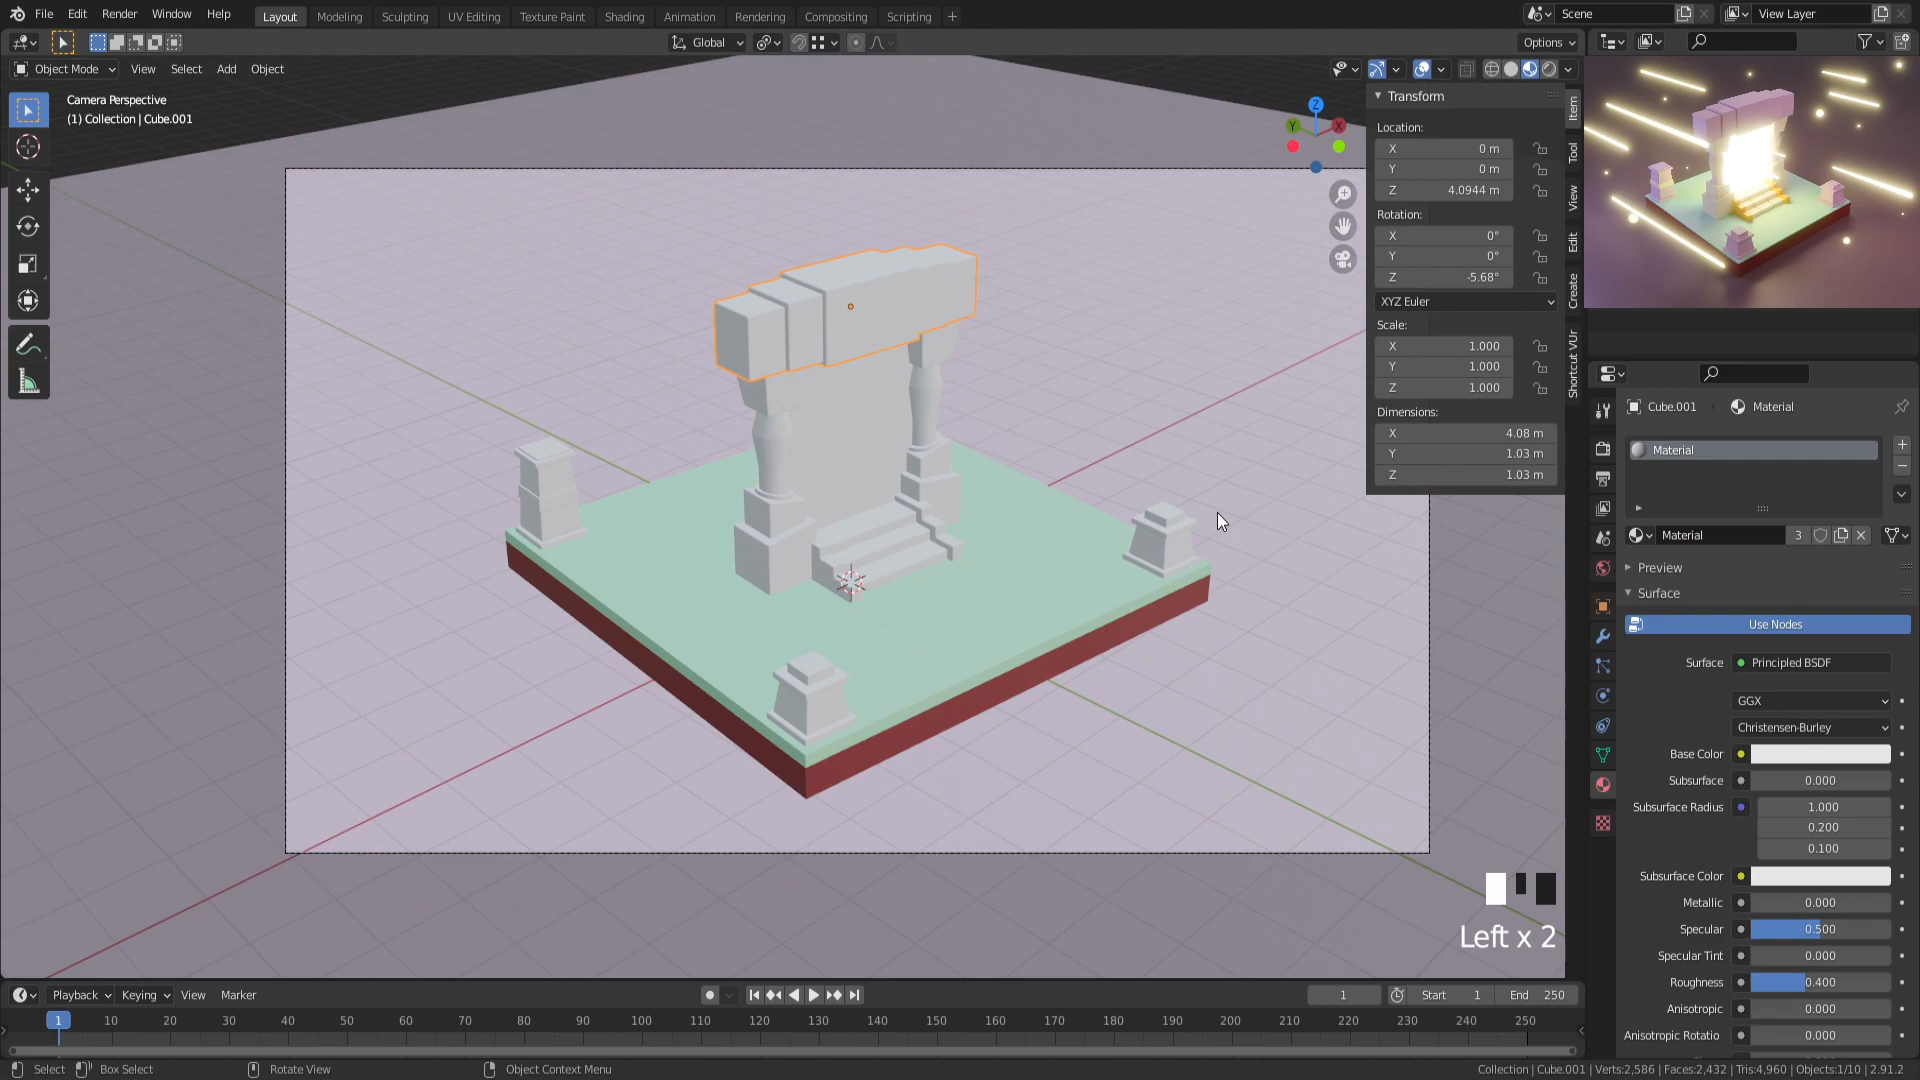 File Edit Render Window Help
Layout Modeling Sculpting UV Editing Texture Paint Shading Animation Rendering Compositing Scripting +
Scene
View Layer
Global
Options
Object Mode View Select Add Object
Camera Perspective
(1) Collection | Cube.001
Z
Y
X
Transform
Location:
X 0 m
Y 0 m
Z 4.0944 m
Rotation:
X 0°
Y 0°
Z -5.68°
XYZ Euler
Scale:
X 1.000
Y 1.000
Z 1.000
Dimensions:
X 4.08 m
Y 1.03 m
Z 1.03 m
Item
Tool
View
Edit
Create
Shortcut VUr
Cube.001 Material
Material
Material 3
Preview
Surface
Use Nodes
Surface Principled BSDF
GGX
Christensen-Burley
Base Color
Subsurface 0.000
Subsurface Radius 1.000
0.200
0.100
Subsurface Color
Metallic 0.000
Specular 0.500
Specular Tint 0.000
Roughness 0.400
Anisotropic 0.000
Anisotropic Rotatio 0.000
Left x 2
Playback Keying View Marker
1 Start 1 End 250
1 10 20 30 40 50 60 70 80 90 100 110 120 130 140 150 160 170 180 190 200 210 220 230 240 250
Select Box Select Rotate View Object Context Menu
Collection | Cube.001 | Verts:2,586 | Faces:2,432 | Tris:4,960 | Objects:1/10 | 2.91.2